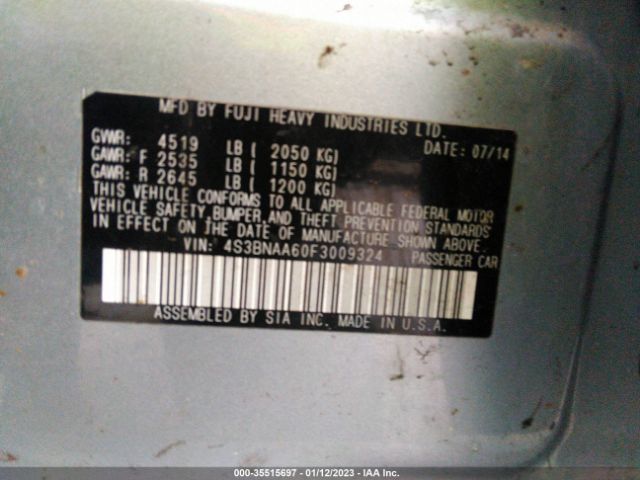 MFD BY FUJI HEAVY INDUSTRIES LTD.
GVWR: 4519 LB ( 2050 KG) DATE: 07/14
GAWR: F 2535 LB ( 1150 KG)
GAWR: R 2645 LB ( 1200 KG)
THIS VEHICLE CONFORMS TO ALL APPLICABLE FEDERAL MOTOR
VEHICLE SAFETY, BUMPER, AND THEFT PREVENTION STANDARDS
IN EFFECT ON THE DATE OF MANUFACTURE SHOWN ABOVE.
VIN: 4S3BNAA60F3009324 PASSENGER CAR
ASSEMBLED BY SIA INC. MADE IN U.S.A.
000-35515697 - 01/12/2023 - IAA Inc.